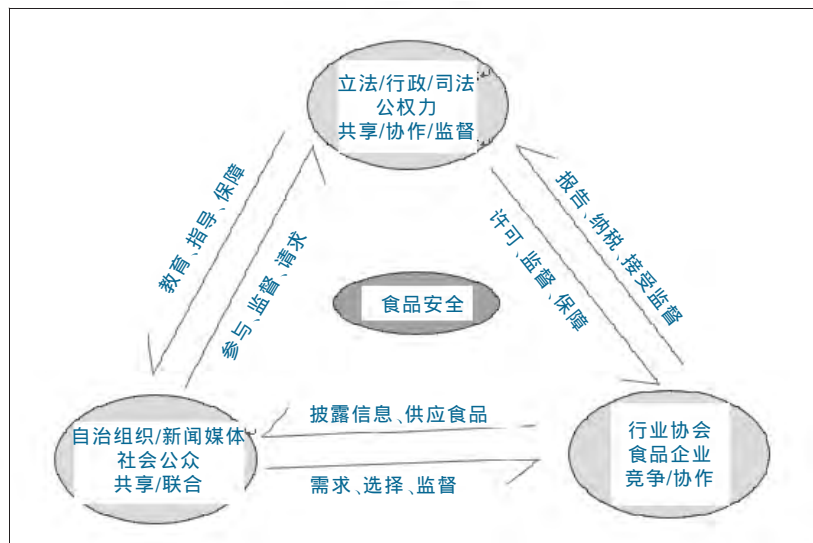 立法/行政/司法
公权力
共享/协作/监督
教育、指导、保障
参与、监督、请求
报告、纳税、接受监督
许可、监督、保障
食品安全
自治组织/新闻媒体
社会公众
共享/联合
披露信息、供应食品
需求、选择、监督
行业协会
食品企业
竞争/协作